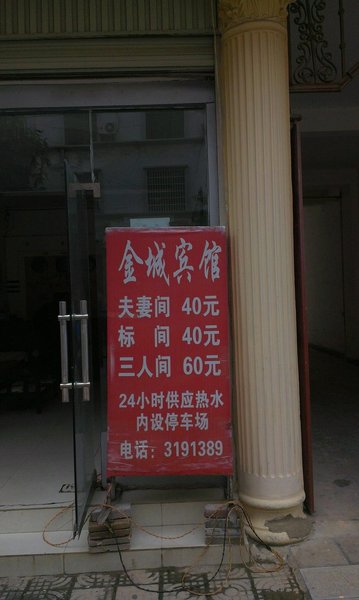 金城宾馆
夫妻间 40元
标 间 40元
三人间 60元
24小时供应热水
内设停车场
电话：3191389